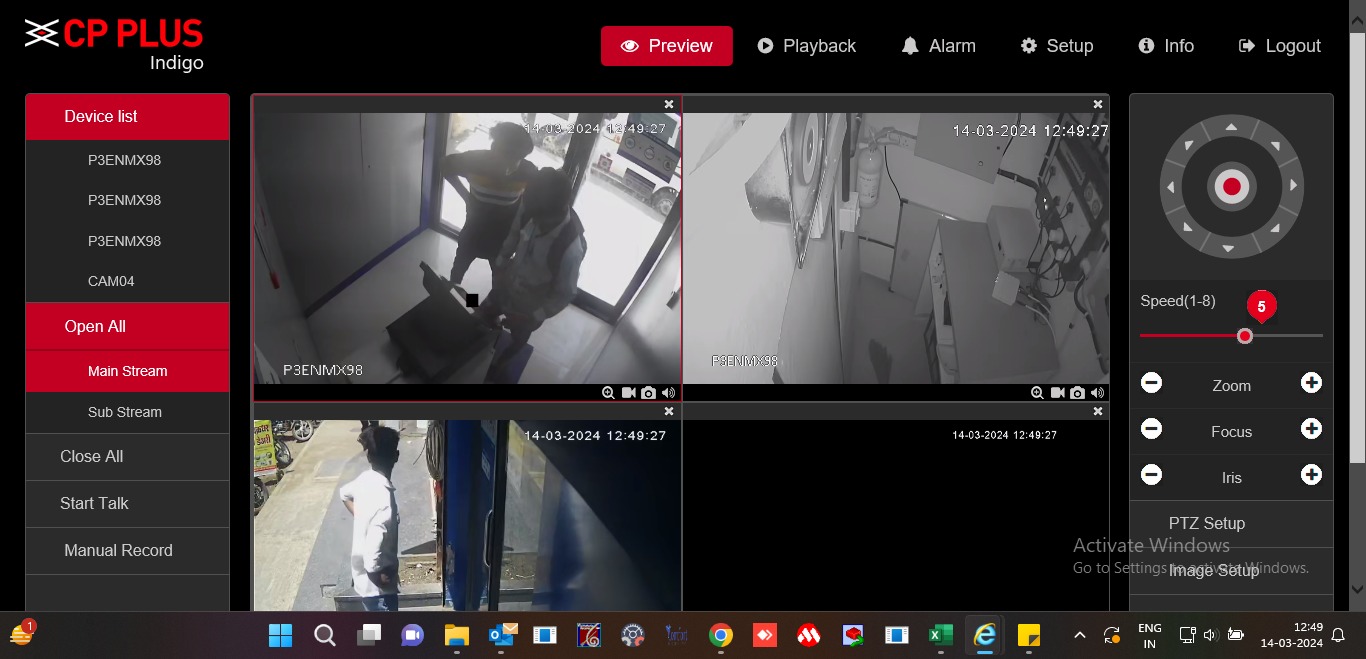 CP PLUS
Indigo
Preview
Playback
Alarm
Setup
Info
Logout
Device list
P3ENMX98
P3ENMX98
P3ENMX98
CAM04
Open All
Main Stream
Sub Stream
Close All
Start Talk
Manual Record
14-03-2024 12:49:27
P3ENMX98
14-03-2024 12:49:27
P3ENMX98
14-03-2024 12:49:27
14-03-2024 12:49:27
Speed(1-8)
5
Zoom
Focus
Iris
PTZ Setup
Image Setup
Activate Windows
Go to Settings to activate Windows.
1
ENG
IN
12:49
14-03-2024